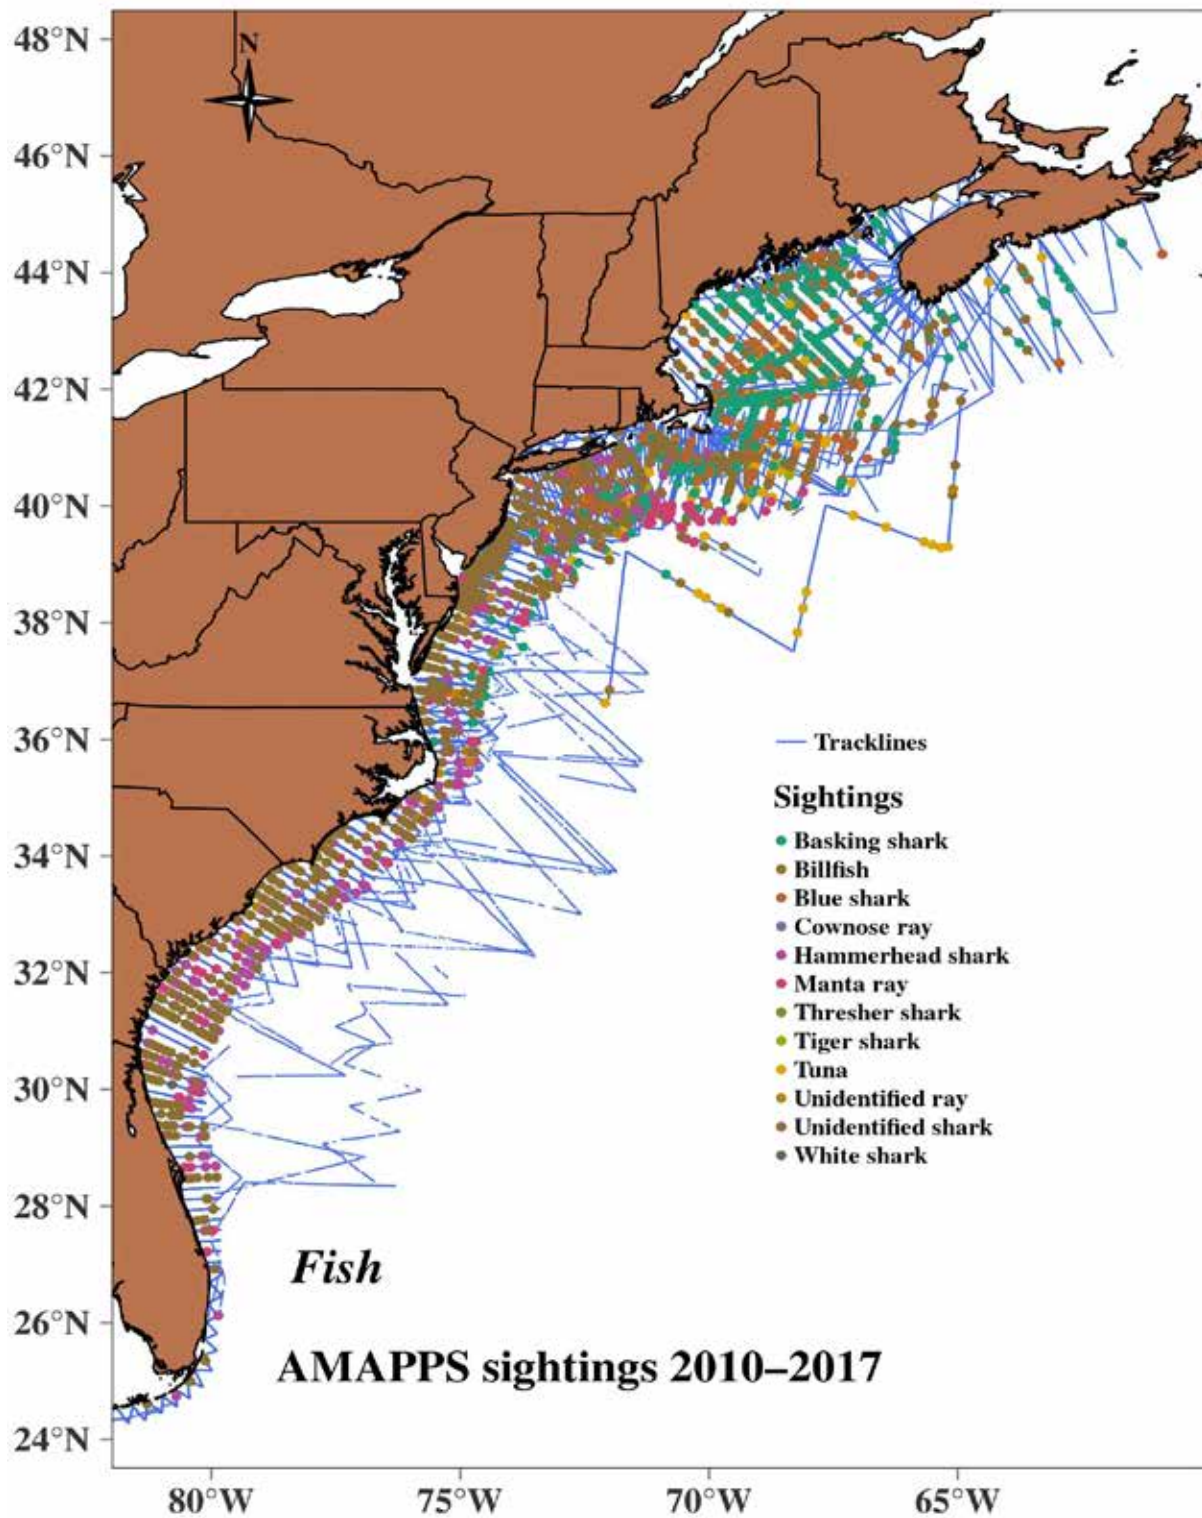 48°N
N
46°N
44°N
42°N
40°N
38°N
36°N
34°N
32°N
30°N
28°N
26°N
24°N
Tracklines
Sightings
Basking shark
Billfish
Blue shark
Cownose ray
Hammerhead shark
Manta ray
Thresher shark
Tiger shark
Tuna
Unidentified ray
Unidentified shark
White shark
Fish
AMAPPS sightings 2010–2017
80°W
75°W
70°W
65°W